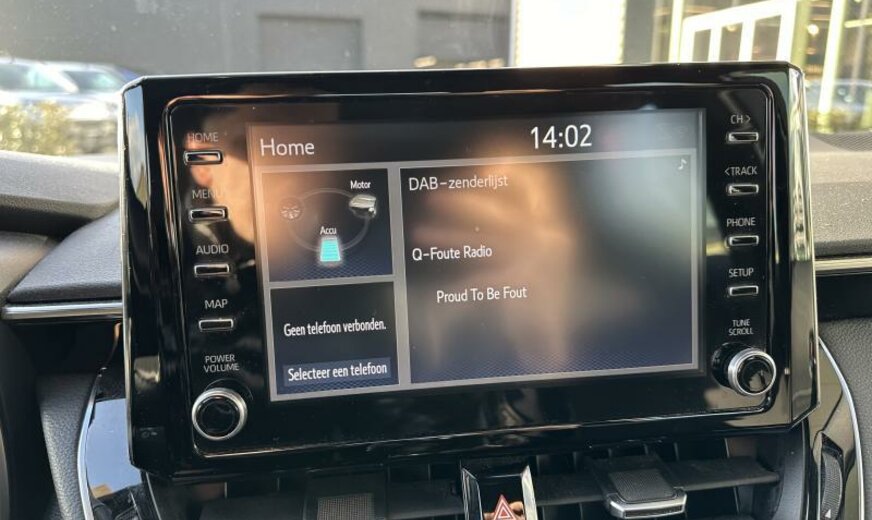 HOME
MENU
AUDIO
MAP
POWER
VOLUME
Home
14:02
Motor
Accu
Geen telefoon verbonden.
Selecteer een telefoon
DAB-zenderlijst
Q-Foute Radio
Proud To Be Fout
CH >
< TRACK
PHONE
SETUP
TUNE
SCROLL